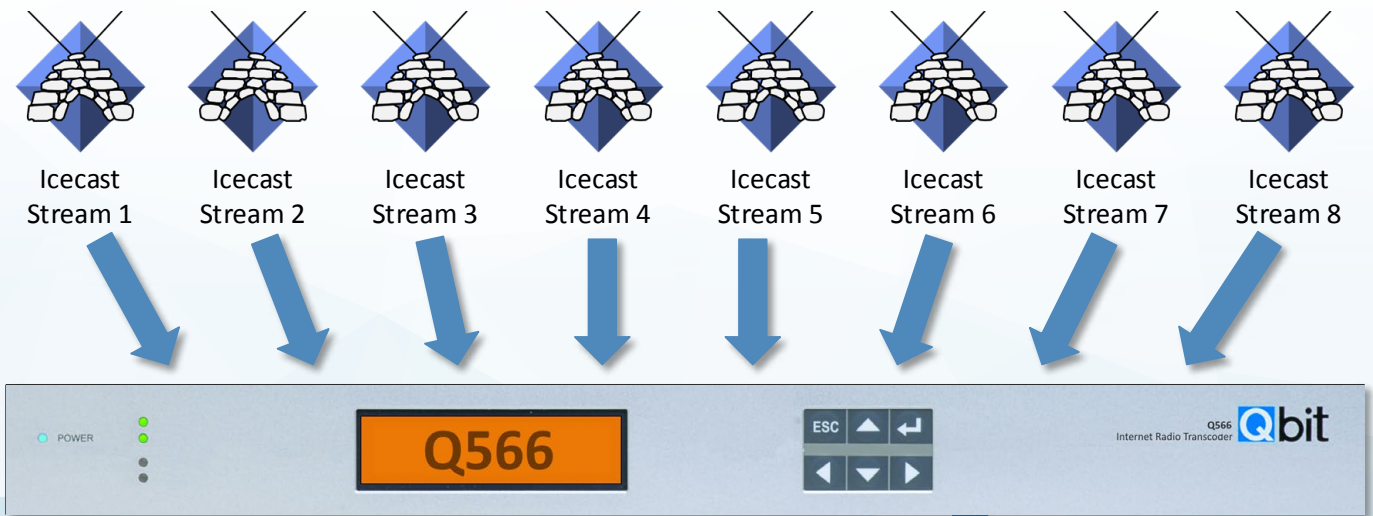 Icecast
Stream 1
Icecast
Stream 2
Icecast
Stream 3
Icecast
Stream 4
Icecast
Stream 5
Icecast
Stream 6
Icecast
Stream 7
Icecast
Stream 8
POWER
Q566
ESC
Q566
Internet Radio Transcoder
Qbit